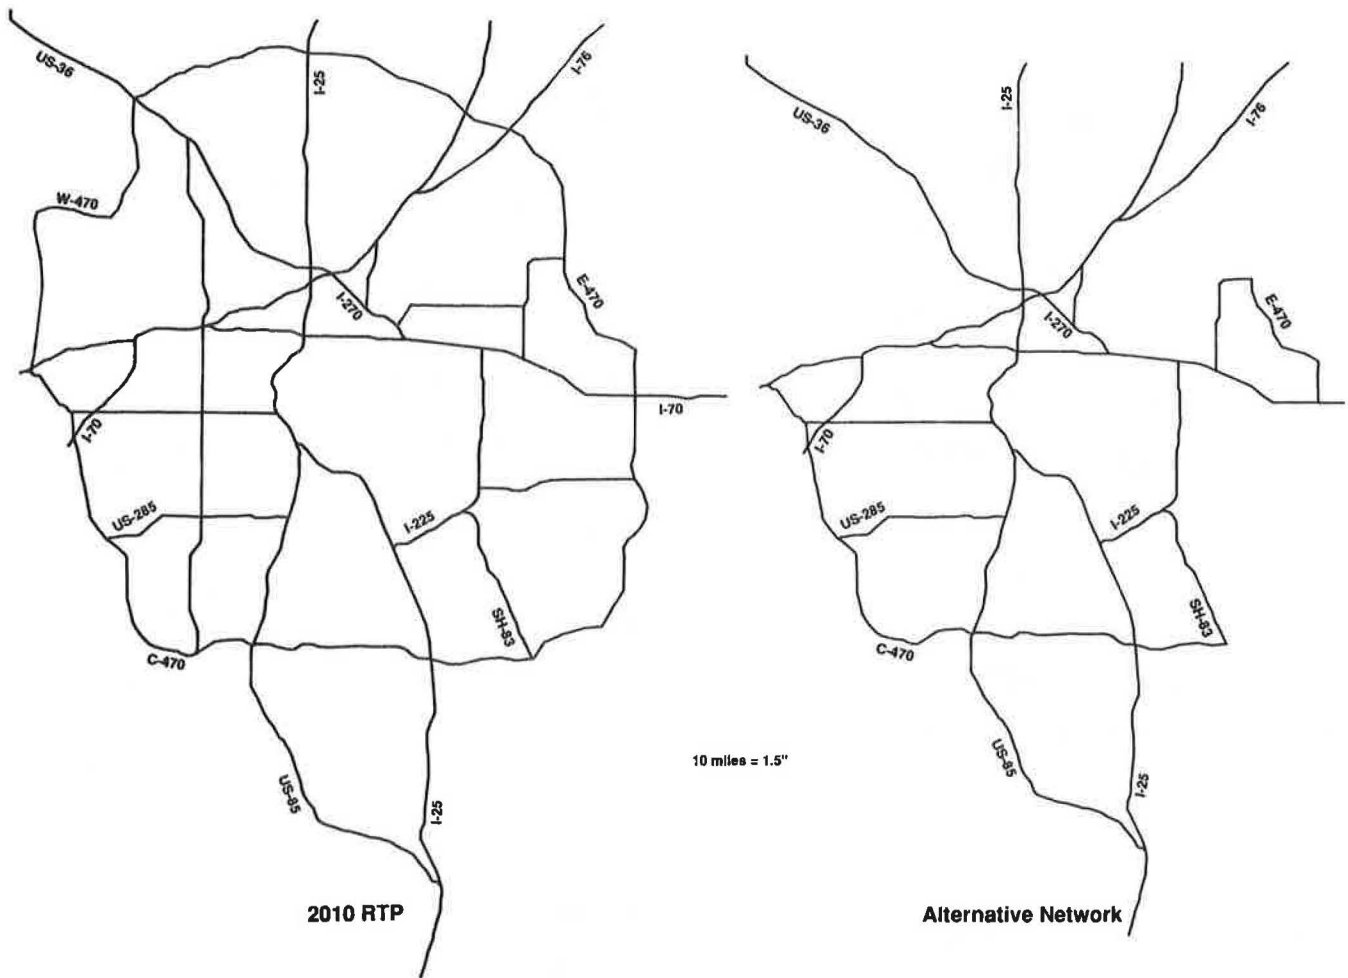 US-36
I-25
I-76
W-470
I-270
E-470
I-70
I-70
US-285
I-225
SH-83
C-470
US-85
I-25
2010 RTP
10 miles = 1.5"
US-36
I-25
I-76
I-270
E-470
I-70
US-285
I-225
SH-83
C-470
US-85
I-25
Alternative Network